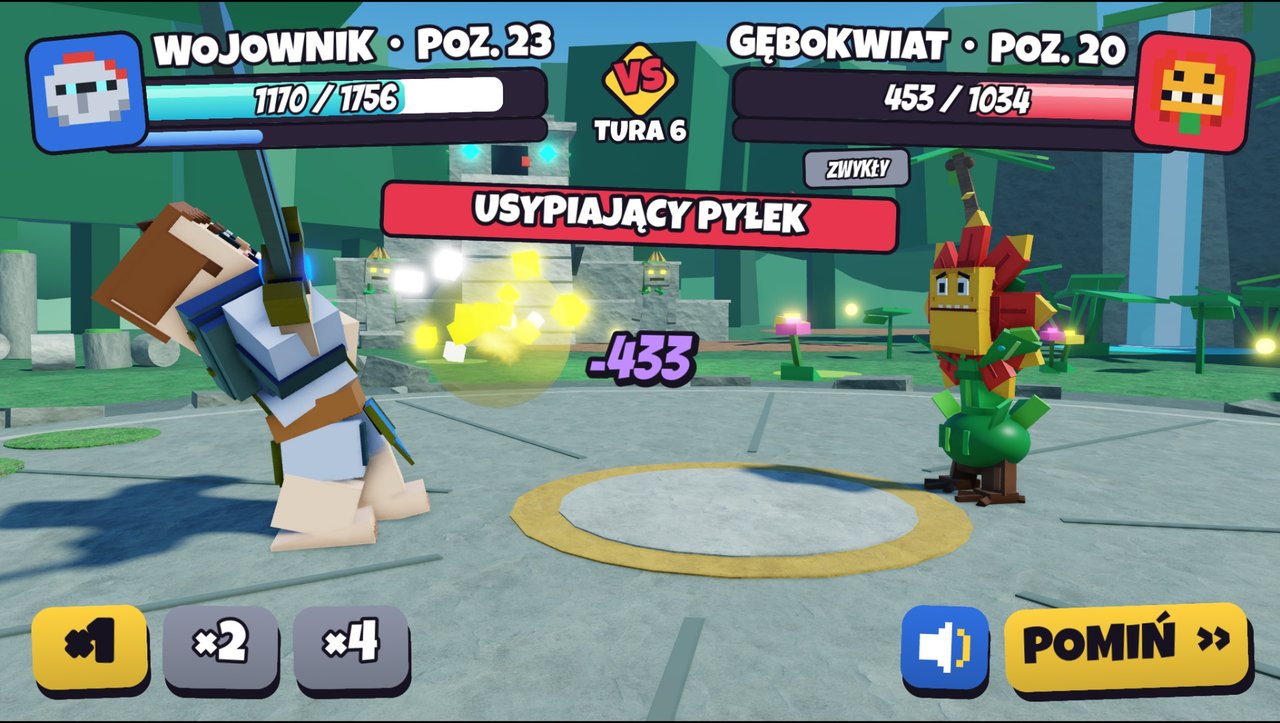 WOJOWNIK • POZ. 23
1170 / 1756
VS
TURA 6
GĘBOKWIAT • POZ. 20
453 / 1034
ZWYKŁY
USYPIAJĄCY PYŁEK
-433
×1
×2
×4
POMIŃ >>